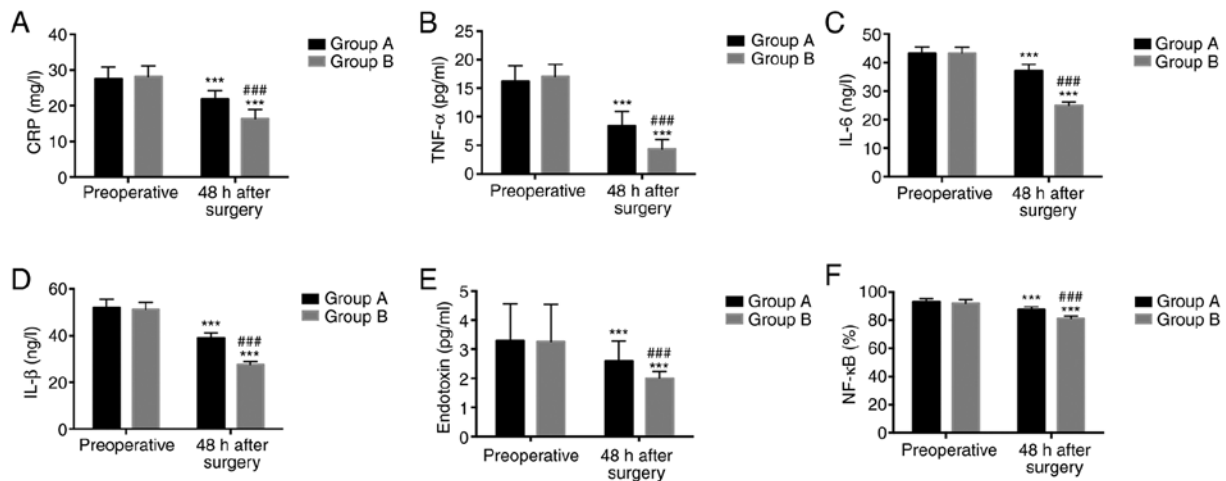 A
CRP (mg/l)
40
30
20
10
0
***
###
***
Preoperative
48 h after
surgery
Group A
Group B
B
TNF-α (pg/ml)
25
20
15
10
5
0
***
###
***
Preoperative
48 h after
surgery
Group A
Group B
C
IL-6 (ng/l)
60
50
40
30
20
10
0
***
###
***
Preoperative
48 h after
surgery
Group A
Group B
D
IL-β (ng/l)
60
40
20
0
***
###
***
Preoperative
48 h after
surgery
Group A
Group B
E
Endotoxin (pg/ml)
5
4
3
2
1
0
***
###
***
Preoperative
48 h after
surgery
Group A
Group B
F
NF-κB (%)
100
80
60
40
20
0
***
###
***
Preoperative
48 h after
surgery
Group A
Group B